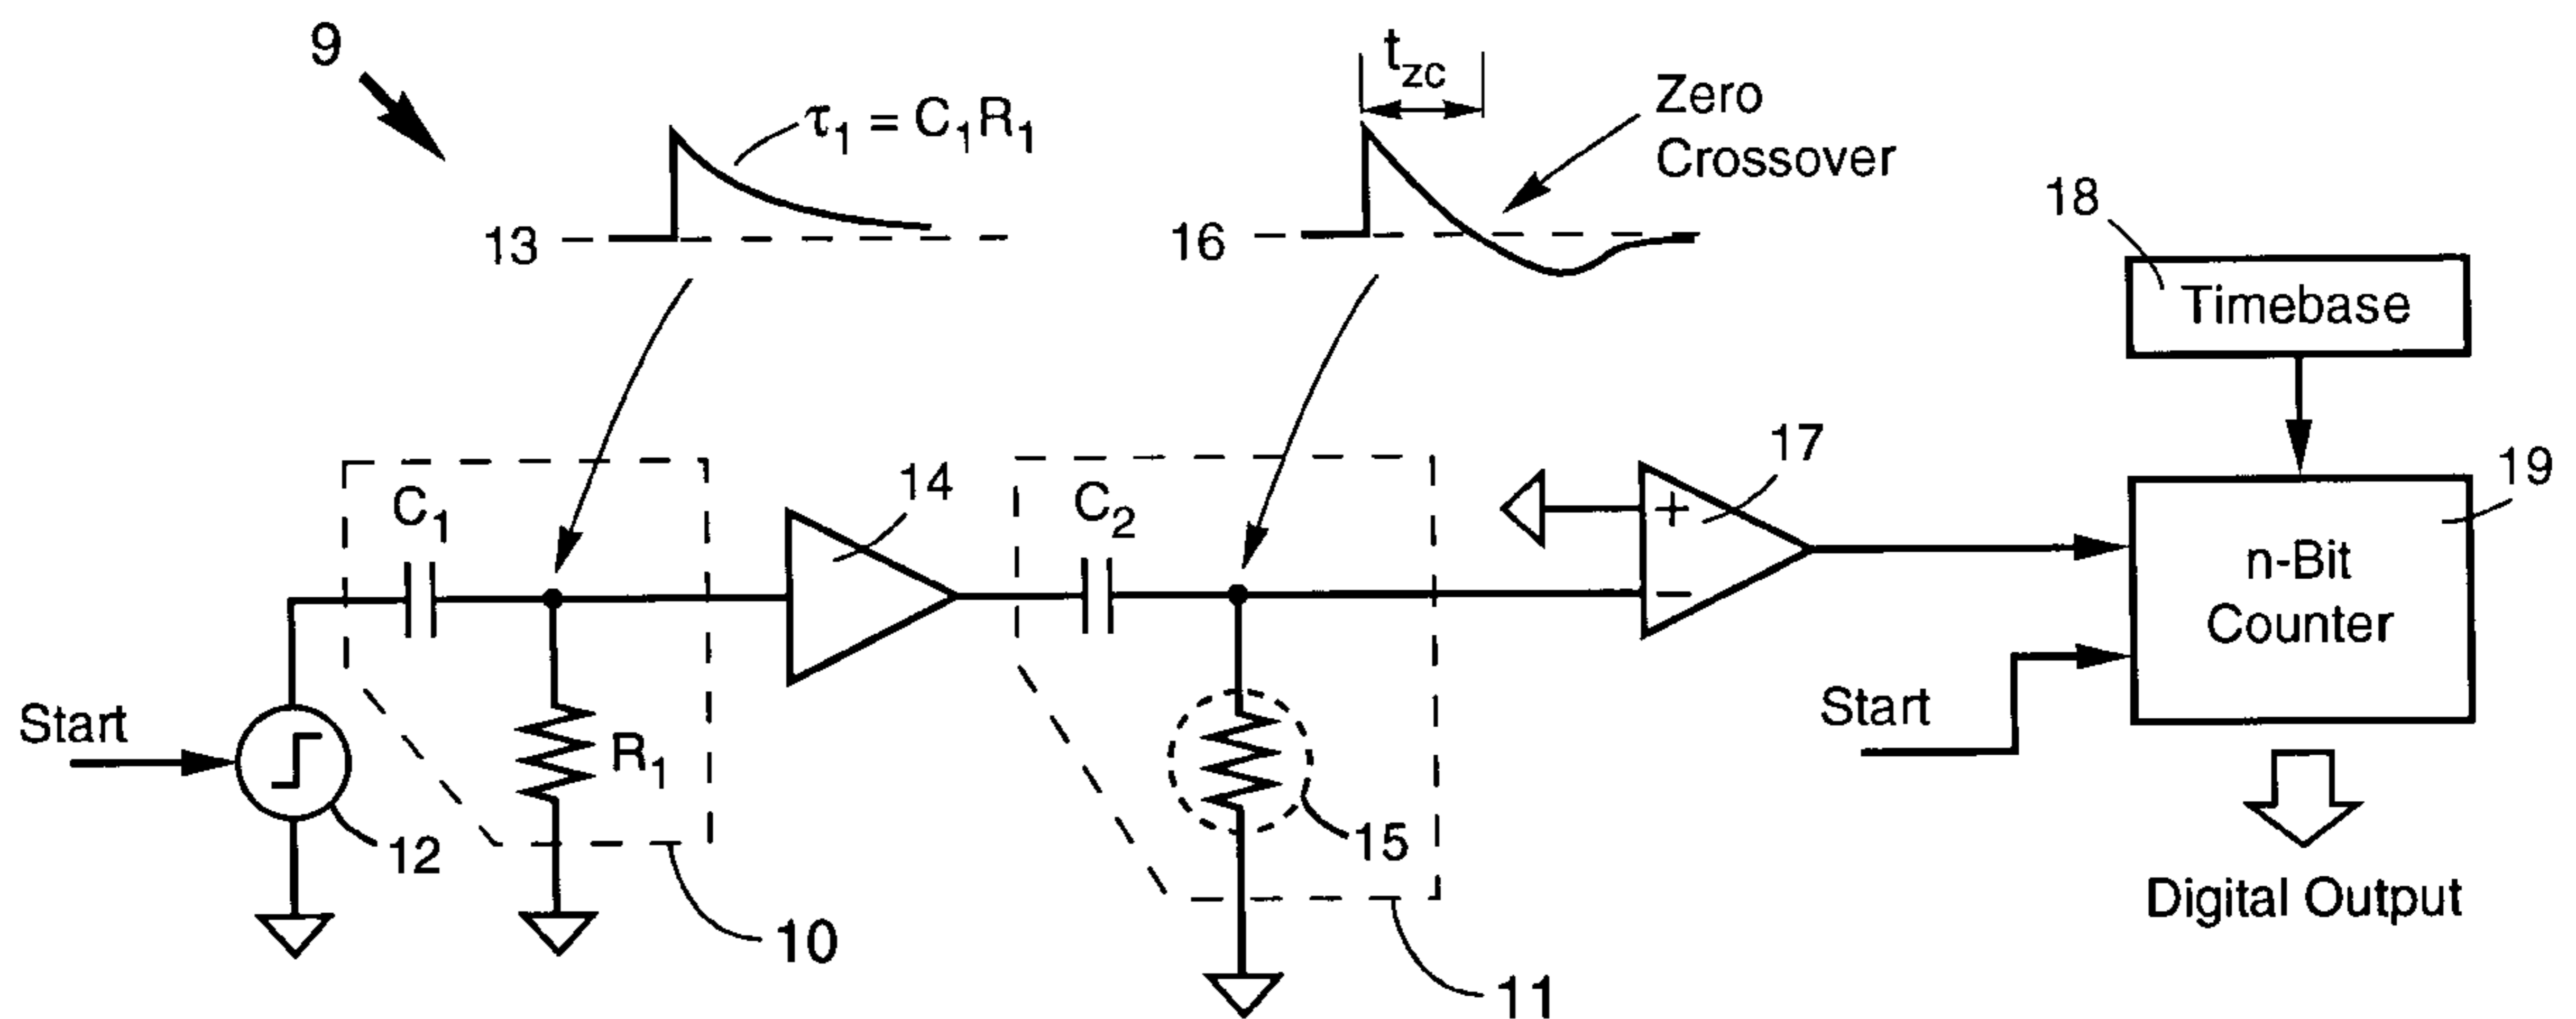 9
τ1 = C1R1
13
tzc
Zero
Crossover
16
18
Timebase
C1
14
C2
+
17
−
19
n-Bit
Counter
Start
12
R1
10
15
11
Start
Digital Output